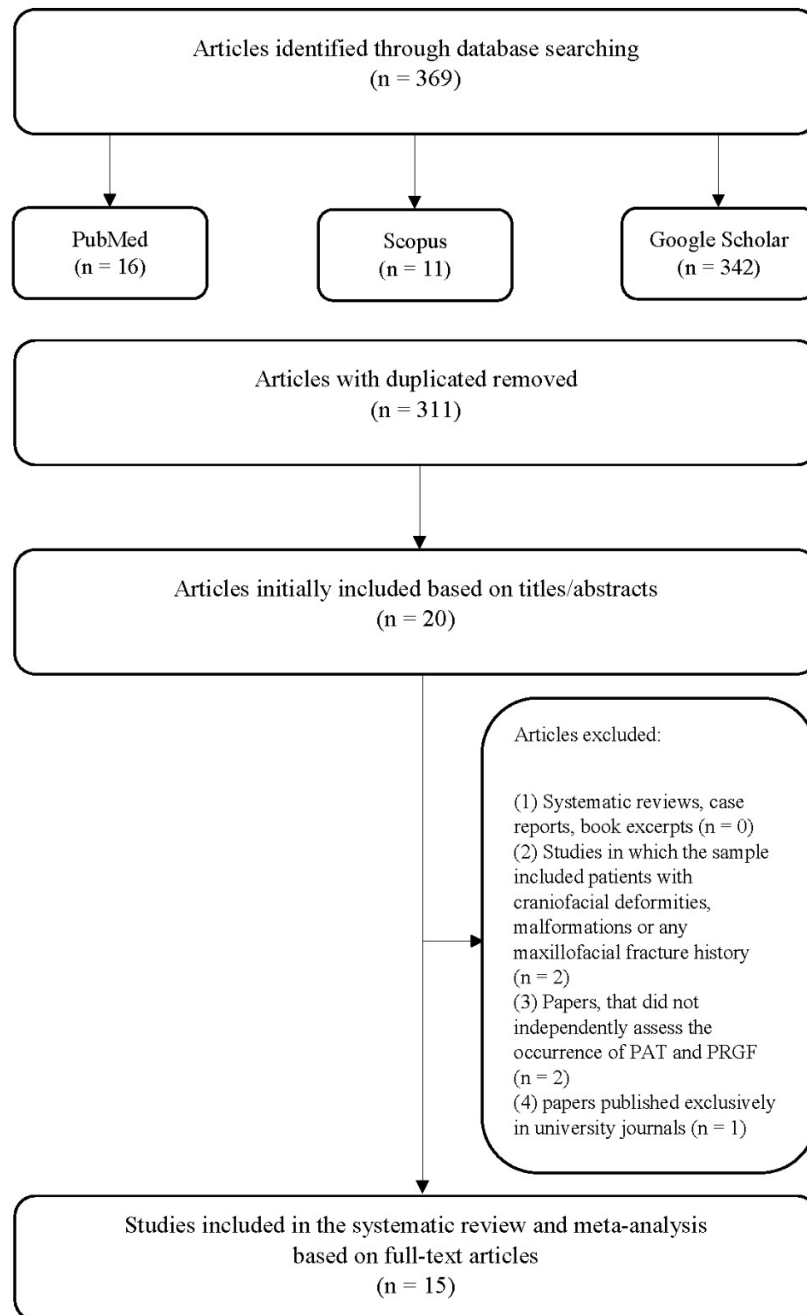 Articles identified through database searching
(n = 369)
PubMed
(n = 16)
Scopus
(n = 11)
Google Scholar
(n = 342)
Articles with duplicated removed
(n = 311)
Articles initially included based on titles/abstracts
(n = 20)
Articles excluded:
(1) Systematic reviews, case
reports, book excerpts (n = 0)
(2) Studies in which the sample
included patients with
craniofacial deformities,
malformations or any
maxillofacial fracture history
(n = 2)
(3) Papers, that did not
independently assess the
occurrence of PAT and PRGF
(n = 2)
(4) papers published exclusively
in university journals (n = 1)
Studies included in the systematic review and meta-analysis
based on full-text articles
(n = 15)